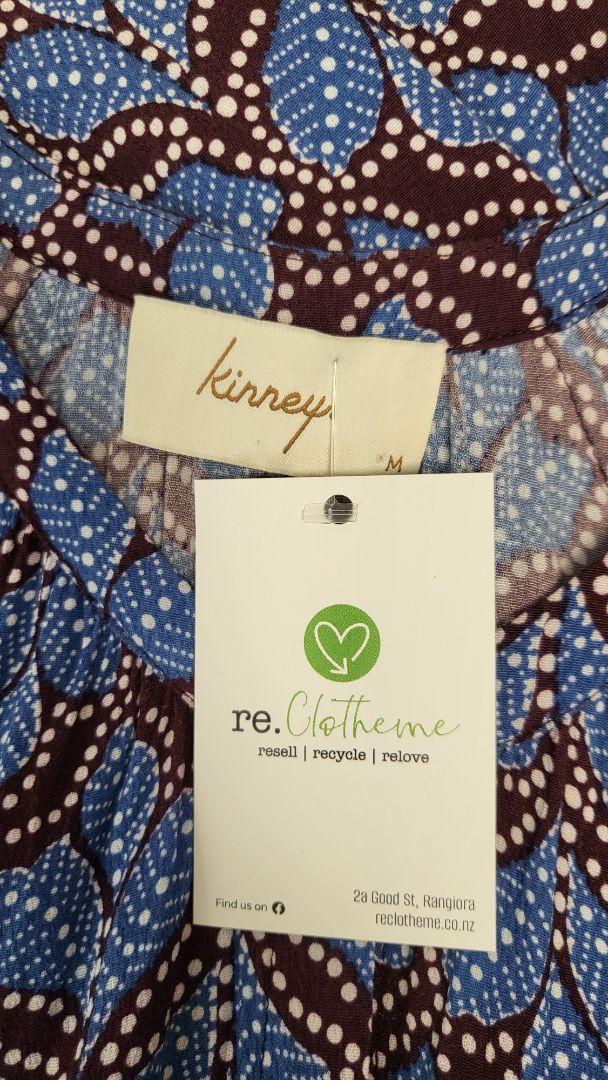 Kinney
M
re.Clotheme
resell | recycle | relove
Find us on
2a Good St, Rangiora
reclotheme.co.nz